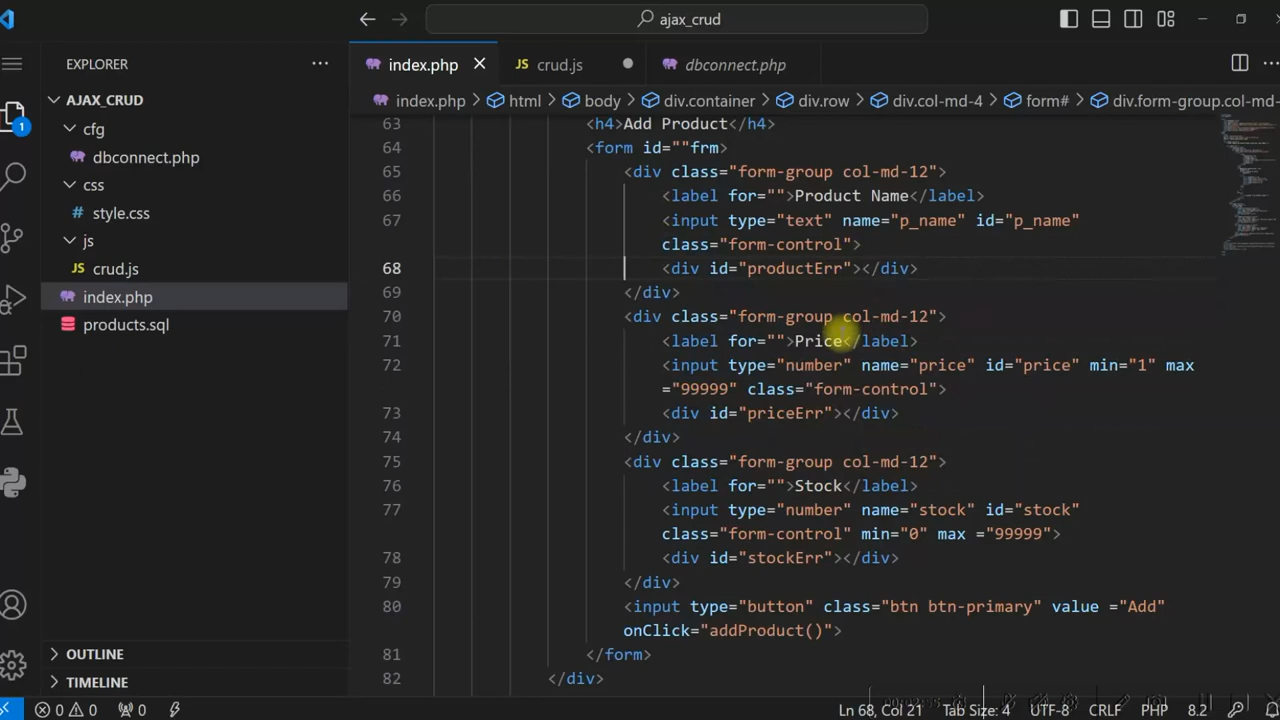 ajax_crud
EXPLORER
index.php
JS crud.js
dbconnect.php
AJAX_CRUD
index.php > html > body > div.container > div.row > div.col-md-4 > form# > div.form-group.col-md-
cfg
dbconnect.php
css
# style.css
js
JS crud.js
index.php
products.sql
63 <h4>Add Product</h4>
64 <form id=""frm>
65 <div class="form-group col-md-12">
66 <label for="">Product Name</label>
67 <input type="text" name="p_name" id="p_name"
class="form-control">
68 <div id="productErr"></div>
69 </div>
70 <div class="form-group col-md-12">
71 <label for="">Price</label>
72 <input type="number" name="price" id="price" min="1" max
="99999" class="form-control">
73 <div id="priceErr"></div>
74 </div>
75 <div class="form-group col-md-12">
76 <label for="">Stock</label>
77 <input type="number" name="stock" id="stock"
class="form-control" min="0" max ="99999">
78 <div id="stockErr"></div>
79 </div>
80 <input type="button" class="btn btn-primary" value ="Add"
onClick="addProduct()">
81 </form>
82 </div>
1
OUTLINE
TIMELINE
0 0 0
Ln 68, Col 21 Tab Size: 4 UTF-8 CRLF PHP 8.2